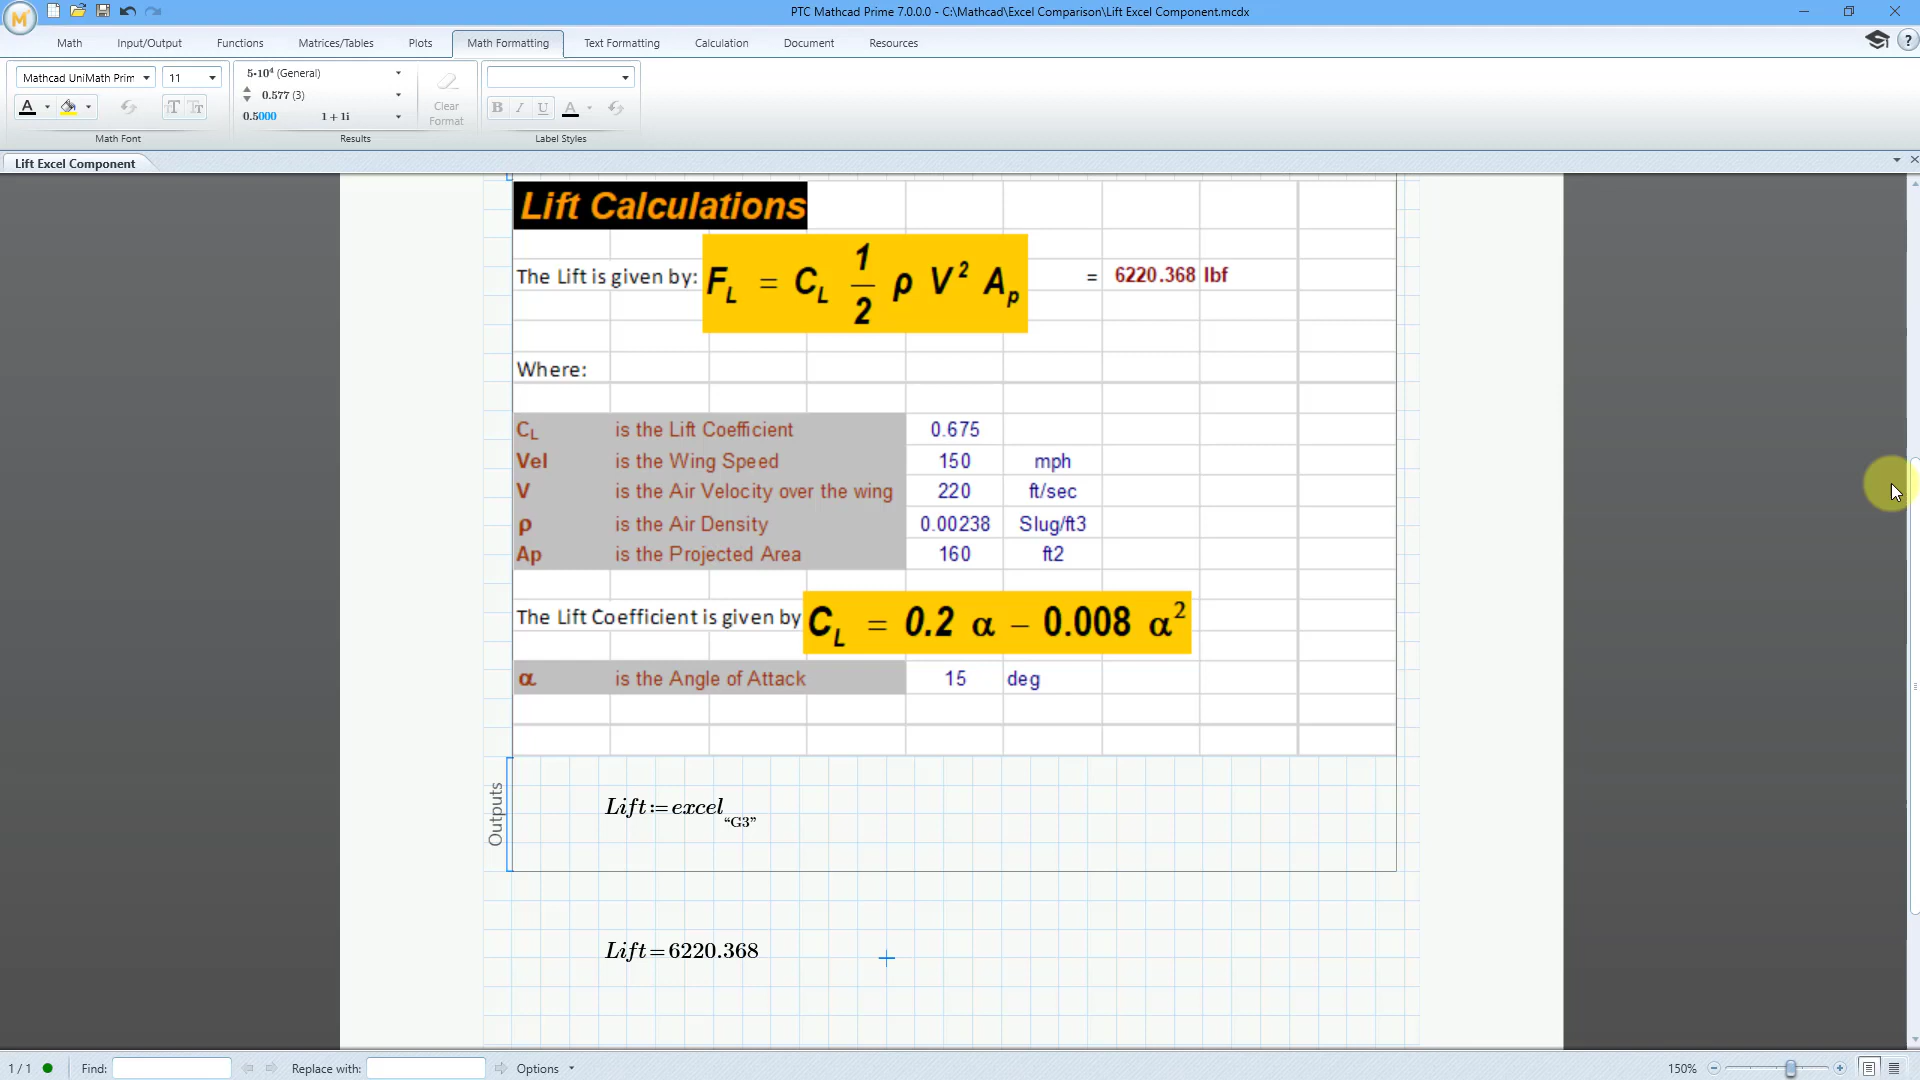 PTC Mathcad Prime 7.0.0.0 - C:\Mathcad\Excel Comparison\Lift Excel Component.mcdx
Math Input/Output Functions Matrices/Tables Plots Math Formatting Text Formatting Calculation Document Resources
Mathcad UniMath Prim 11
5·10⁴ (General)
0.577 (3)
0.5000 1 + 1i
Clear
Format
B I U A
Math Font Results Label Styles
Lift Excel Component
Lift Calculations
The Lift is given by: F_L = C_L 1/2 ρ V² A_p = 6220.368 lbf
Where:
C_L is the Lift Coefficient 0.675
Vel is the Wing Speed 150 mph
V is the Air Velocity over the wing 220 ft/sec
ρ is the Air Density 0.00238 Slug/ft3
Ap is the Projected Area 160 ft2
The Lift Coefficient is given by C_L = 0.2 α – 0.008 α²
α is the Angle of Attack 15 deg
Outputs
Lift:=excel "G3"
Lift=6220.368
1 / 1 Find: Replace with: Options 150%